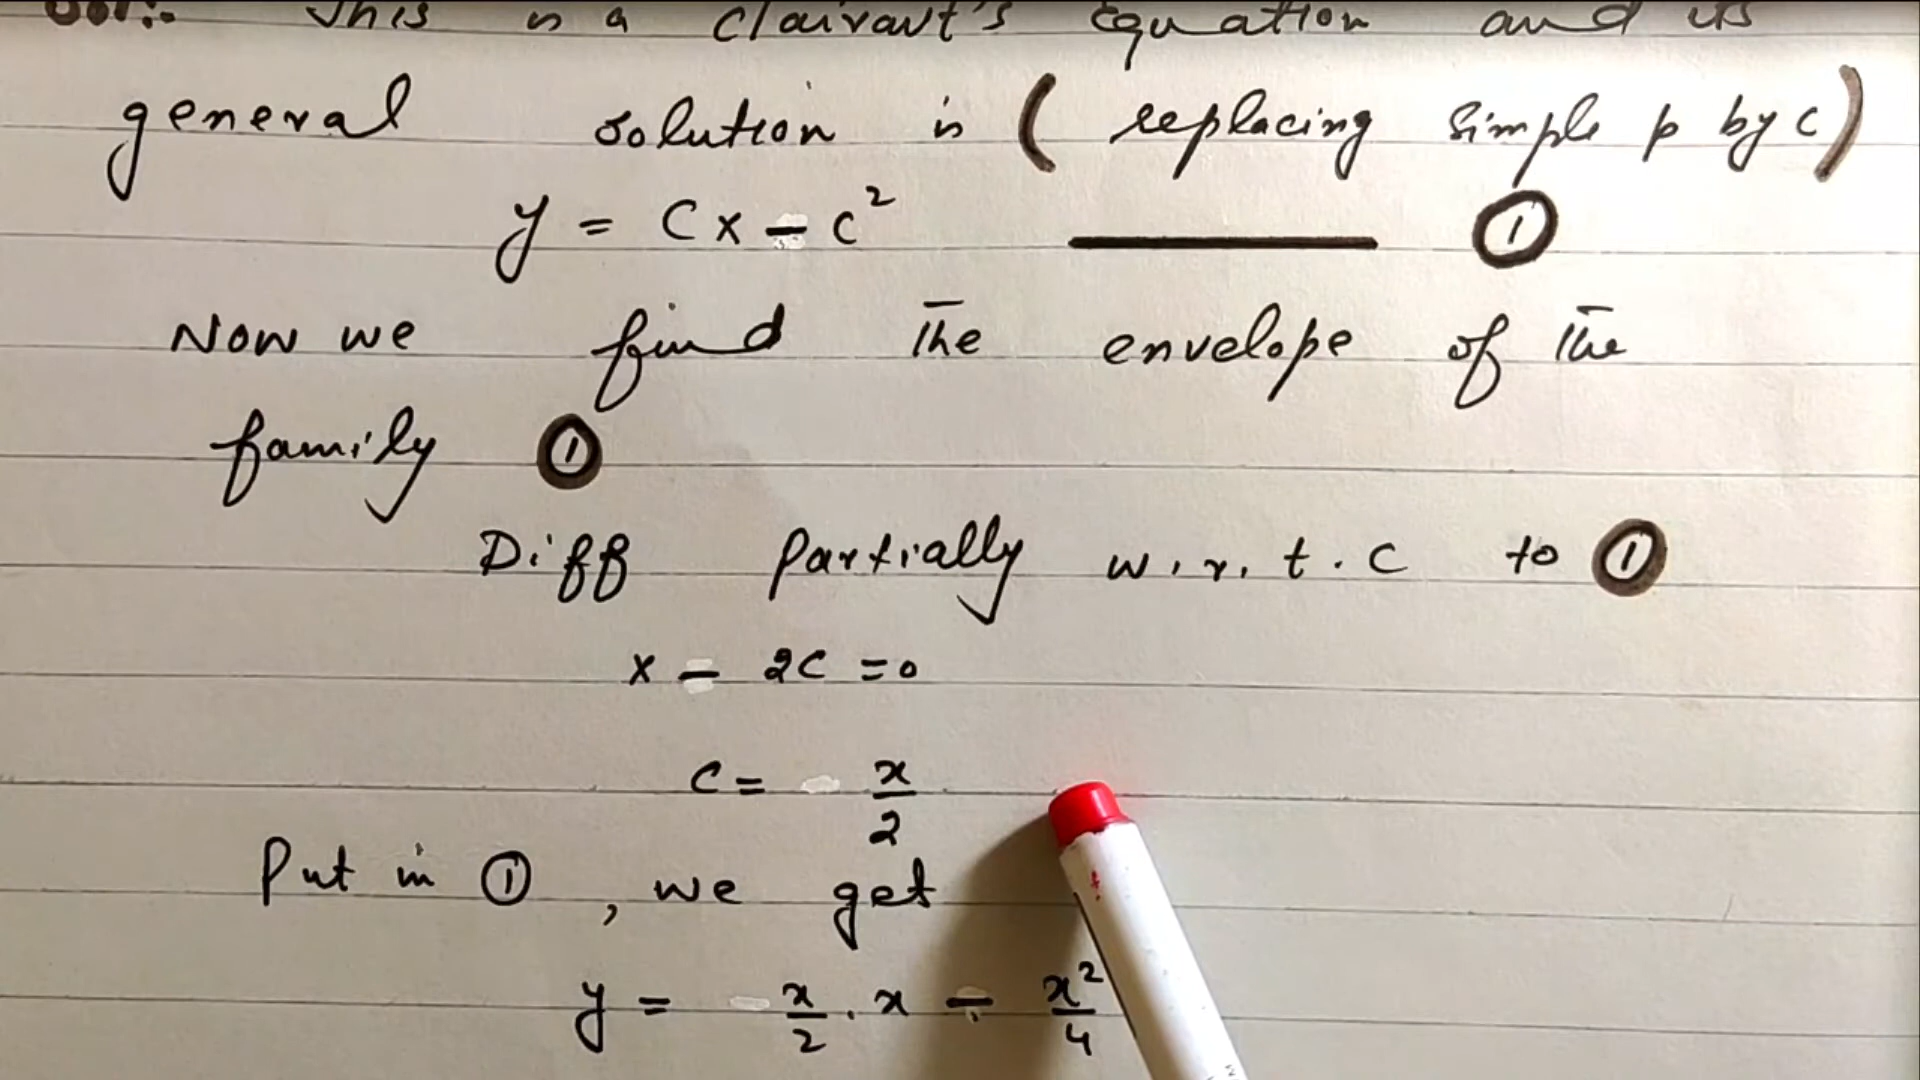 Sol:- This is a Clairaut's Equation and its
general solution is ( replacing simple p by c)
y = Cx - c² ——— ①
Now we find the envelope of the
family ①
Diff Partially w.r.t. C to ①
x - 2C = 0
C = x/2
Put in ①, we get
y = x/2 . x - x²/4